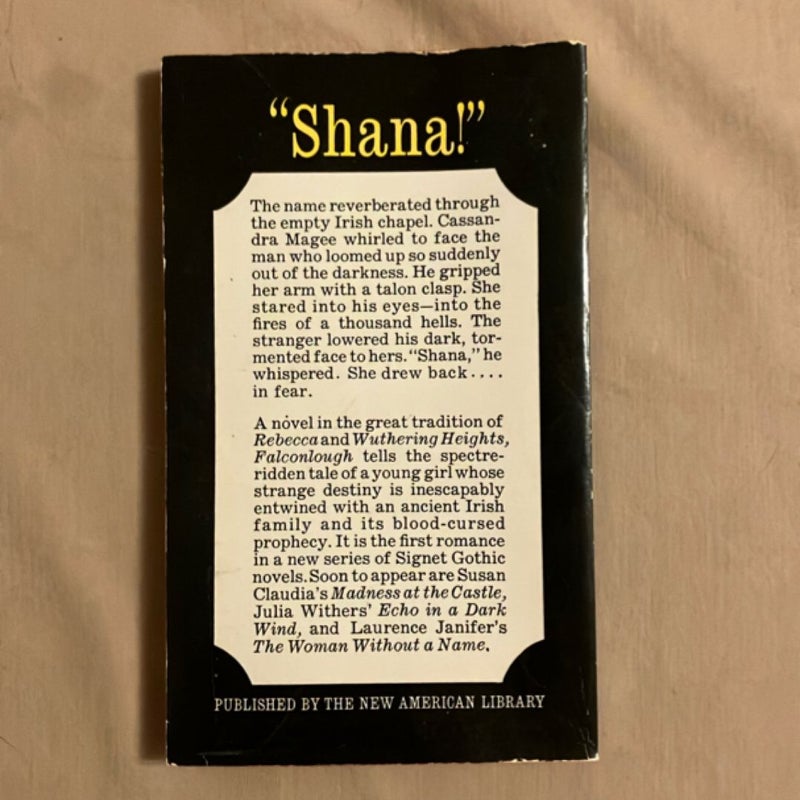 “Shana!”
The name reverberated through
the empty Irish chapel. Cassan-
dra Magee whirled to face the
man who loomed up so suddenly
out of the darkness. He gripped
her arm with a talon clasp. She
stared into his eyes—into the
fires of a thousand hells. The
stranger lowered his dark, tor-
mented face to hers. “Shana,” he
whispered. She drew back....
in fear.
A novel in the great tradition of
Rebecca and Wuthering Heights,
Falconlough tells the spectre-
ridden tale of a young girl whose
strange destiny is inescapably
entwined with an ancient Irish
family and its blood-cursed
prophecy. It is the first romance
in a new series of Signet Gothic
novels. Soon to appear are Susan
Claudia's Madness at the Castle,
Julia Withers' Echo in a Dark
Wind, and Laurence Janifer's
The Woman Without a Name.
PUBLISHED BY THE NEW AMERICAN LIBRARY